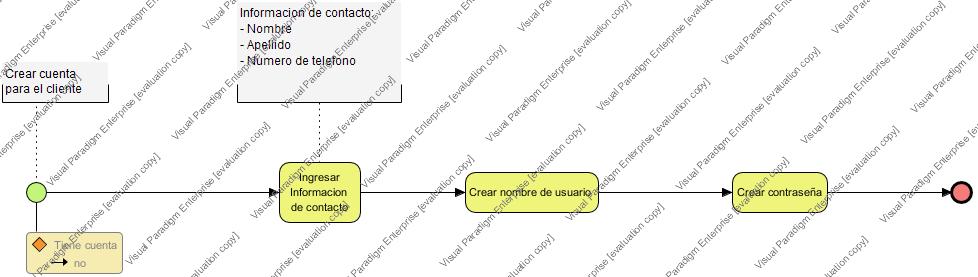 Informacion de contacto:
- Nombre
- Apellido
- Numero de telefono
Crear cuenta
para el cliente
Ingresar
Informacion
de contacto
Crear nombre de usuario
Crear contraseña
Tiene cuenta
no
Visual Paradigm Enterprise [evaluation copy]